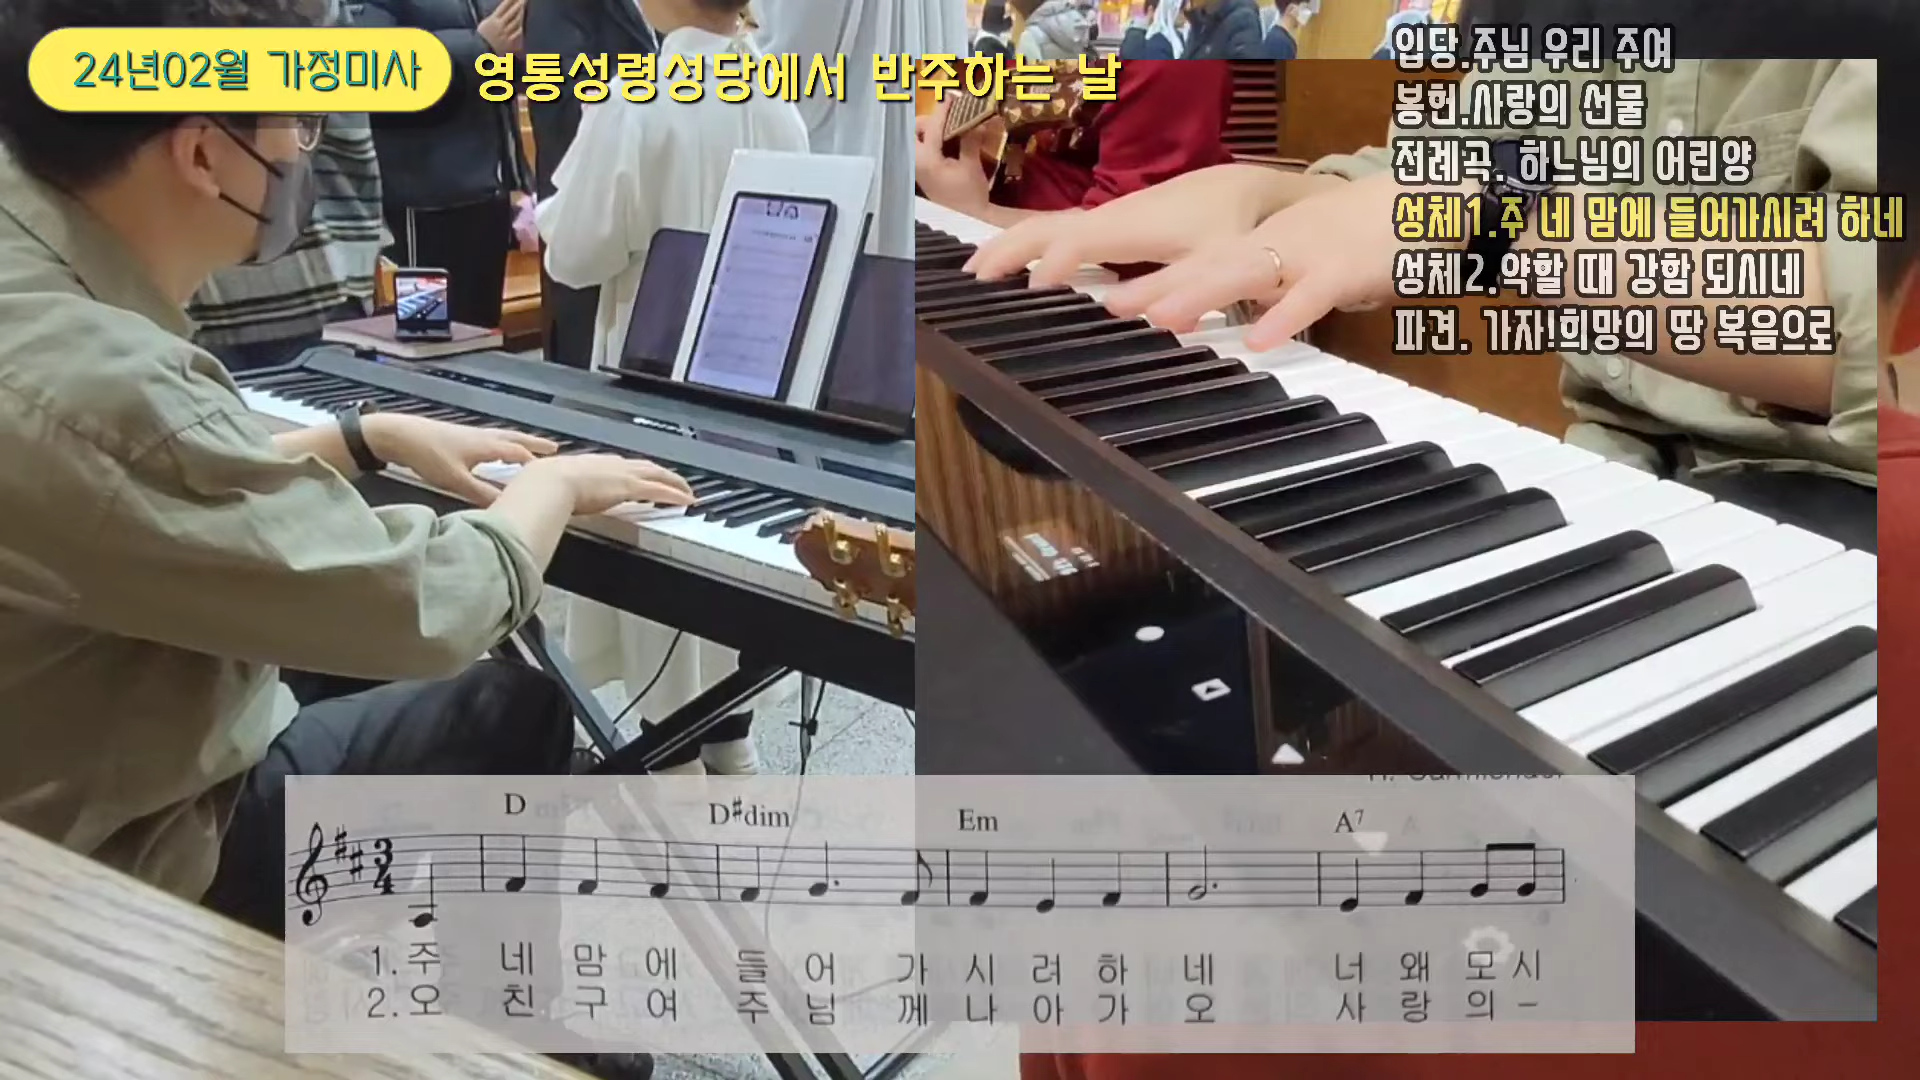 24년02월 가정미사
영통성령성당에서 반주하는 날
입당.주님 우리 주여
봉헌.사랑의 선물
전례곡. 하느님의 어린양
성체1.주 네 맘에 들어가시려 하네
성체2.약할 때 강함 되시네
파견. 가자!희망의 땅 복음으로
D D#dim Em A7
3
4
1.주 네 맘 에 들 어 가 시 려 하 네 너 왜 모 시
2.오 친 구 여 주 님 께 나 아 가 오 사 랑 의 -